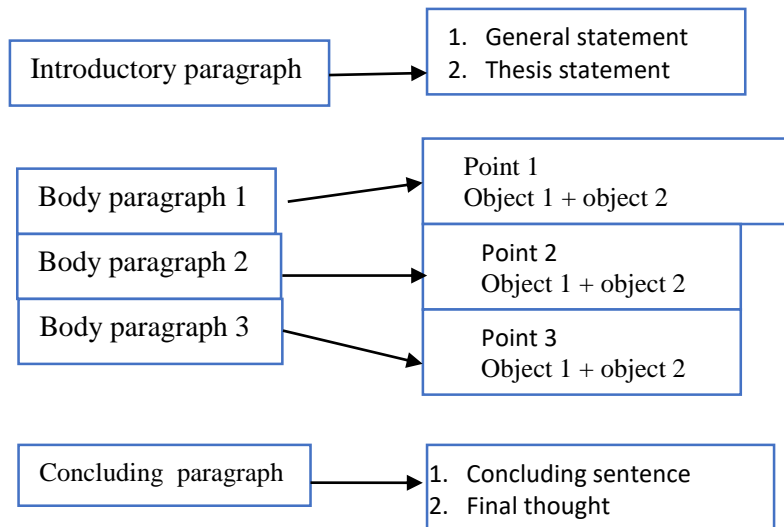 Introductory paragraph
1. General statement
2. Thesis statement
Body paragraph 1
Point 1
Object 1 + object 2
Body paragraph 2
Point 2
Object 1 + object 2
Body paragraph 3
Point 3
Object 1 + object 2
Concluding paragraph
1. Concluding sentence
2. Final thought